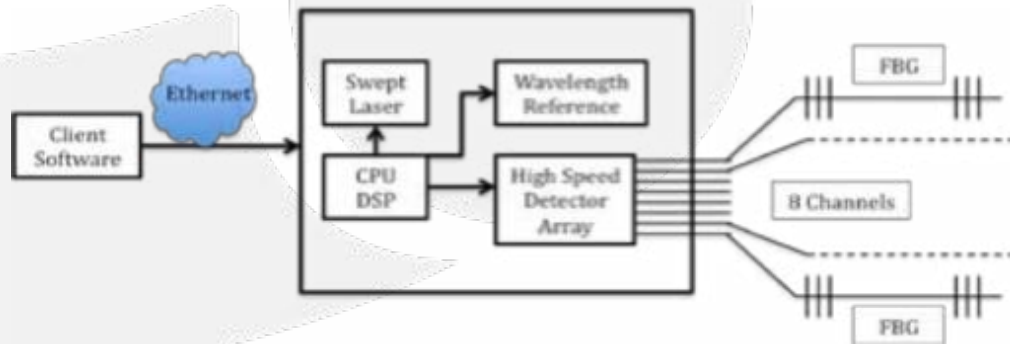 Client
Software
Ethernet
Swept
Laser
Wavelength
Reference
CPU
DSP
High Speed
Detector
Array
FBG
8 Channels
FBG